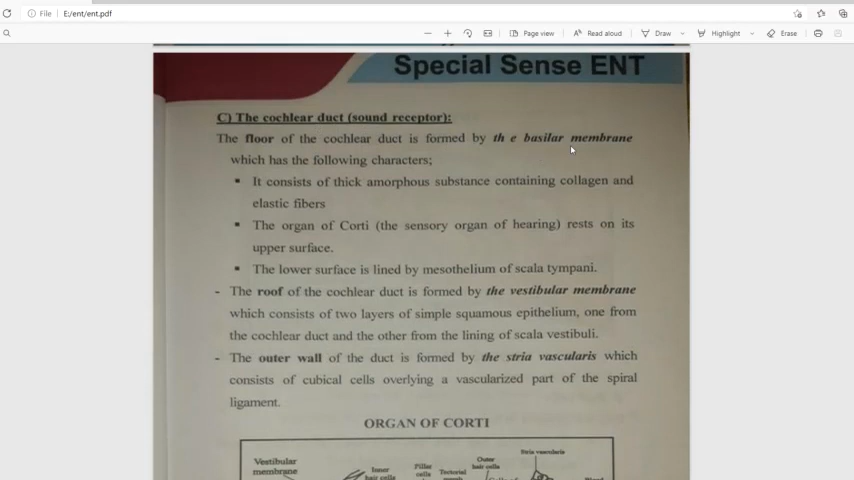 File E:/ent/ent.pdf
Page view Read aloud Draw Highlight Erase
Special Sense ENT
C) The cochlear duct (sound receptor):
The floor of the cochlear duct is formed by th e basilar membrane
which has the following characters;
▪ It consists of thick amorphous substance containing collagen and
elastic fibers
▪ The organ of Corti (the sensory organ of hearing) rests on its
upper surface.
▪ The lower surface is lined by mesothelium of scala tympani.
- The roof of the cochlear duct is formed by the vestibular membrane
which consists of two layers of simple squamous epithelium, one from
the cochlear duct and the other from the lining of scala vestibuli.
- The outer wall of the duct is formed by the stria vascularis which
consists of cubical cells overlying a vascularized part of the spiral
ligament.
ORGAN OF CORTI
Stria vascularis
Vestibular
membrane
Inner
hair cells
Pillar
cells
Tectorial
Outer
hair cells